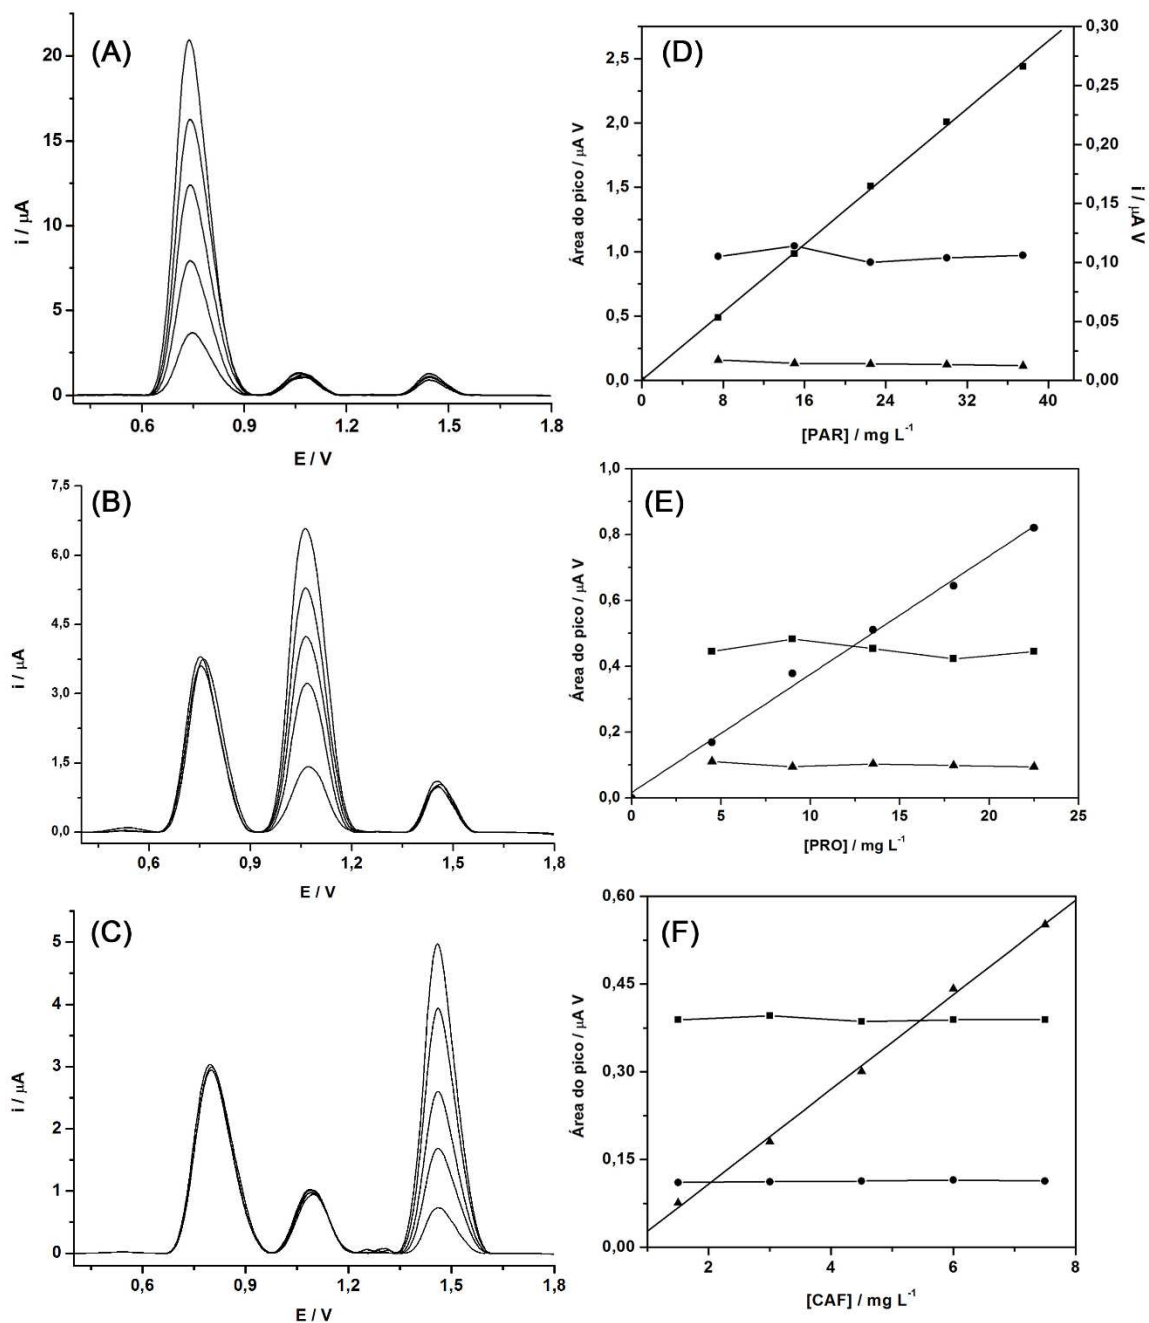 (A)
20
15
10
5
0
i / µA
0.6 0.9 1.2 1.5 1.8
E / V
(D)
2,5
2,0
1,5
1,0
0,5
0,0
Área do pico / µA V
0,30
0,25
0,20
0,15
0,10
0,05
0,00
i / µA V
0 8 16 24 32 40
[PAR] / mg L⁻¹
(B)
7,5
6,0
4,5
3,0
1,5
0,0
i / µA
0,6 0,9 1,2 1,5 1,8
E / V
(E)
1,0
0,8
0,6
0,4
0,2
0,0
Área do pico / µA V
0 5 10 15 20 25
[PRO] / mg L⁻¹
(C)
5
4
3
2
1
0
i / µA
0,6 0,9 1,2 1,5 1,8
E / V
(F)
0,60
0,45
0,30
0,15
0,00
Área do pico / µA V
2 4 6 8
[CAF] / mg L⁻¹